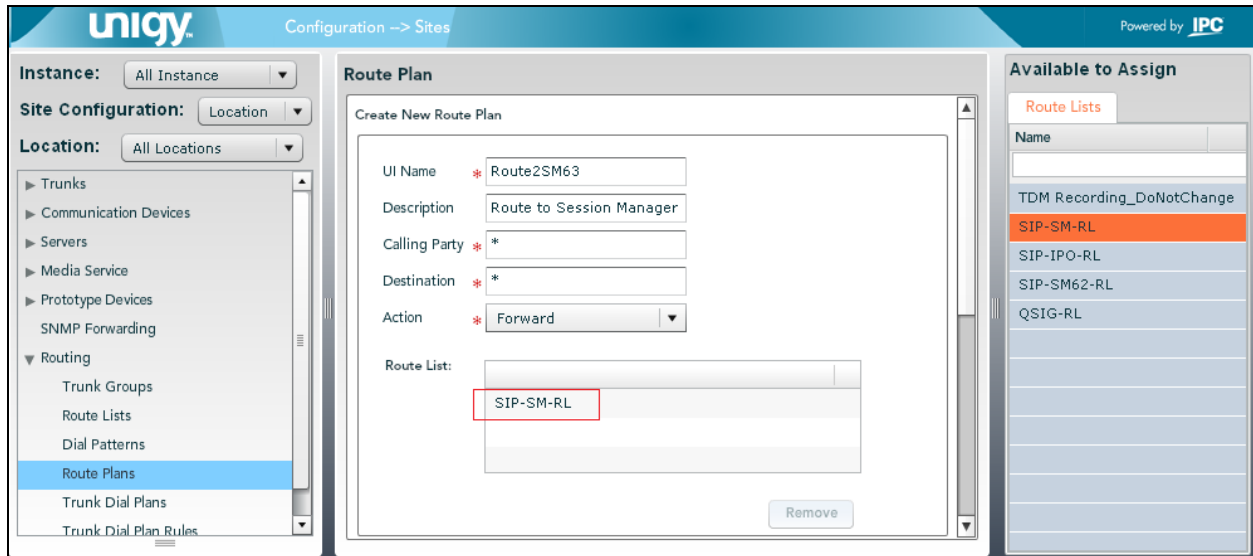 unigy™
Configuration --> Sites
Powered by IPC
Instance:
All Instance
Site Configuration:
Location
Location:
All Locations
Trunks
Communication Devices
Servers
Media Service
Prototype Devices
SNMP Forwarding
Routing
Trunk Groups
Route Lists
Dial Patterns
Route Plans
Trunk Dial Plans
Trunk Dial Plan Rules
Route Plan
Create New Route Plan
UI Name * Route2SM63
Description Route to Session Manager
Calling Party * *
Destination * *
Action * Forward
Route List:
SIP-SM-RL
Remove
Available to Assign
Route Lists
Name
TDM Recording_DoNotChange
SIP-SM-RL
SIP-IPO-RL
SIP-SM62-RL
QSIG-RL